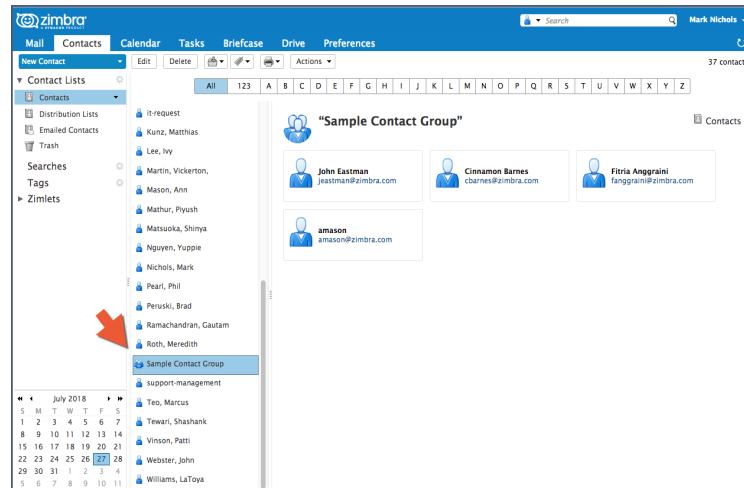 zimbra
A SYNACOR PRODUCT
Search
Mark Nichols
Mail Contacts Calendar Tasks Briefcase Drive Preferences
New Contact
Edit Delete Actions
37 contact
All 123 A B C D E F G H I J K L M N O P Q R S T U V W X Y Z
Contact Lists
Contacts
Distribution Lists
Emailed Contacts
Trash
Searches
Tags
Zimlets
it-request
Kunz, Matthias
Lee, Ivy
Martin, Vickerton,
Mason, Ann
Mathur, Piyush
Matsuoka, Shinya
Nguyen, Yuppie
Nichols, Mark
Pearl, Phil
Peruski, Brad
Ramachandran, Gautam
Roth, Meredith
Sample Contact Group
support-management
Teo, Marcus
Tewari, Shashank
Vinson, Patti
Webster, John
Williams, LaToya
"Sample Contact Group"
Contacts
John Eastman
jeastman@zimbra.com
Cinnamon Barnes
cbarnes@zimbra.com
Fitria Anggraini
fanggraini@zimbra.com
amason
amason@zimbra.com
July 2018
S M T W T F S
1 2 3 4 5 6 7
8 9 10 11 12 13 14
15 16 17 18 19 20 21
22 23 24 25 26 27 28
29 30 31 1 2 3 4
5 6 7 8 9 10 11